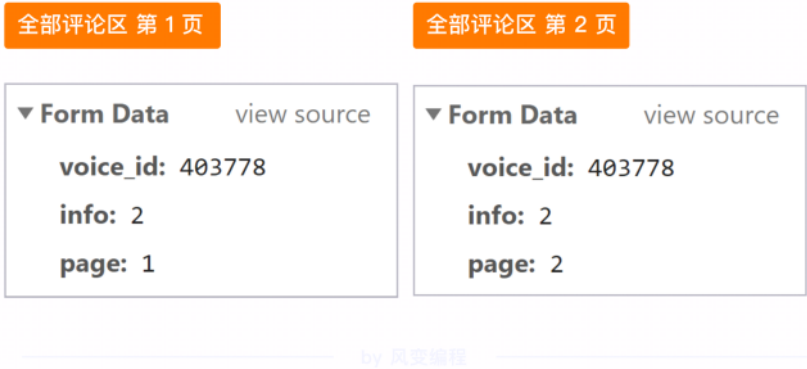 全部评论区 第 1 页
全部评论区 第 2 页
Form Data view source
voice_id: 403778
info: 2
page: 1
Form Data view source
voice_id: 403778
info: 2
page: 2
by 风变编程